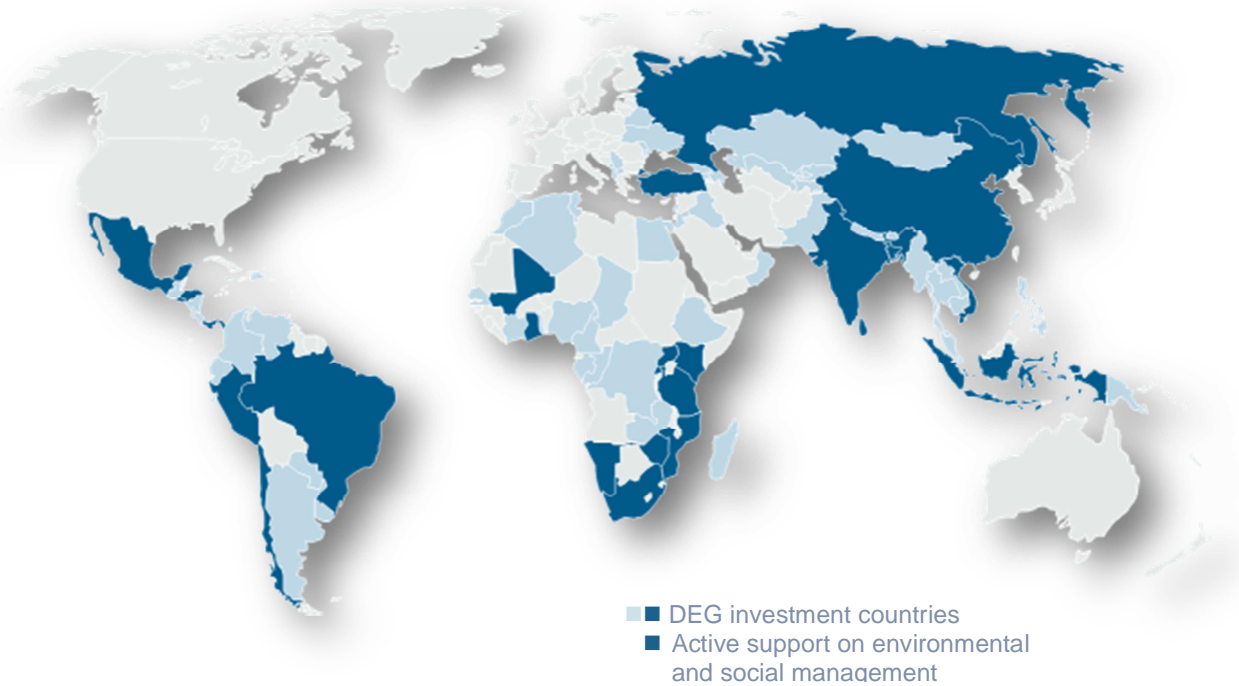 DEG investment countries
Active support on environmental
and social management